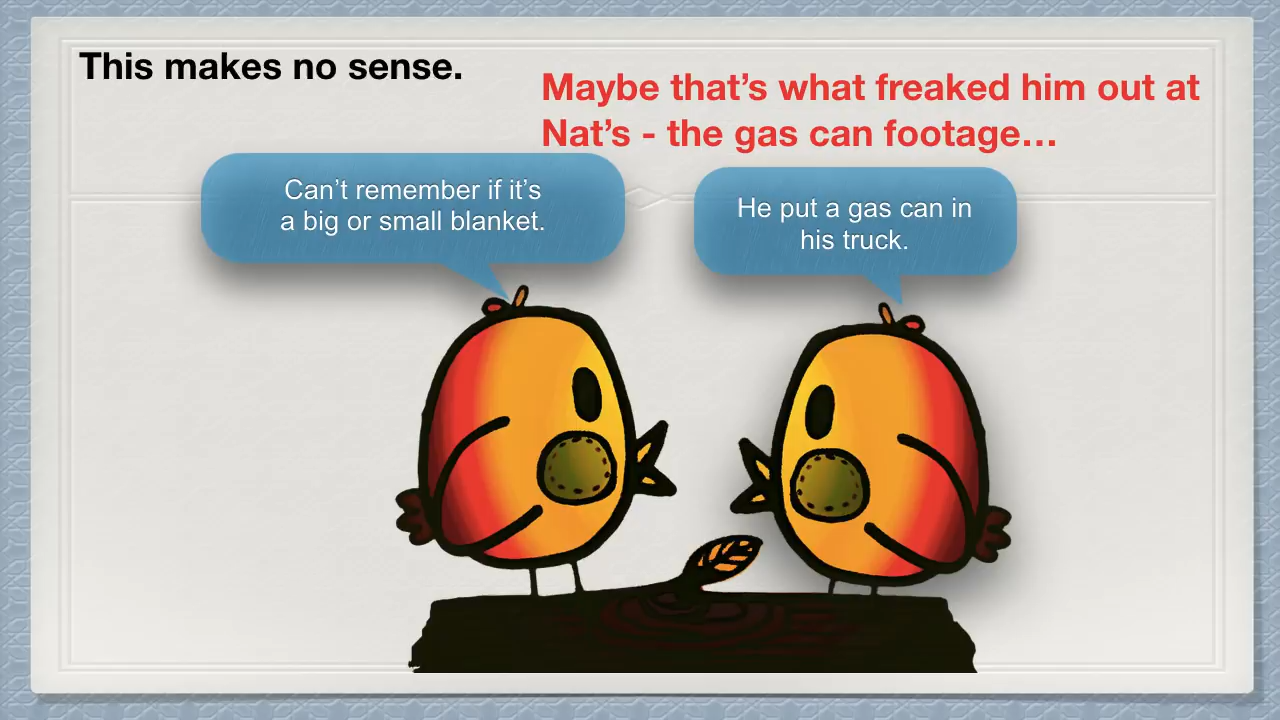 This makes no sense.
Maybe that’s what freaked him out at
Nat’s - the gas can footage…
Can’t remember if it’s
a big or small blanket.
He put a gas can in
his truck.